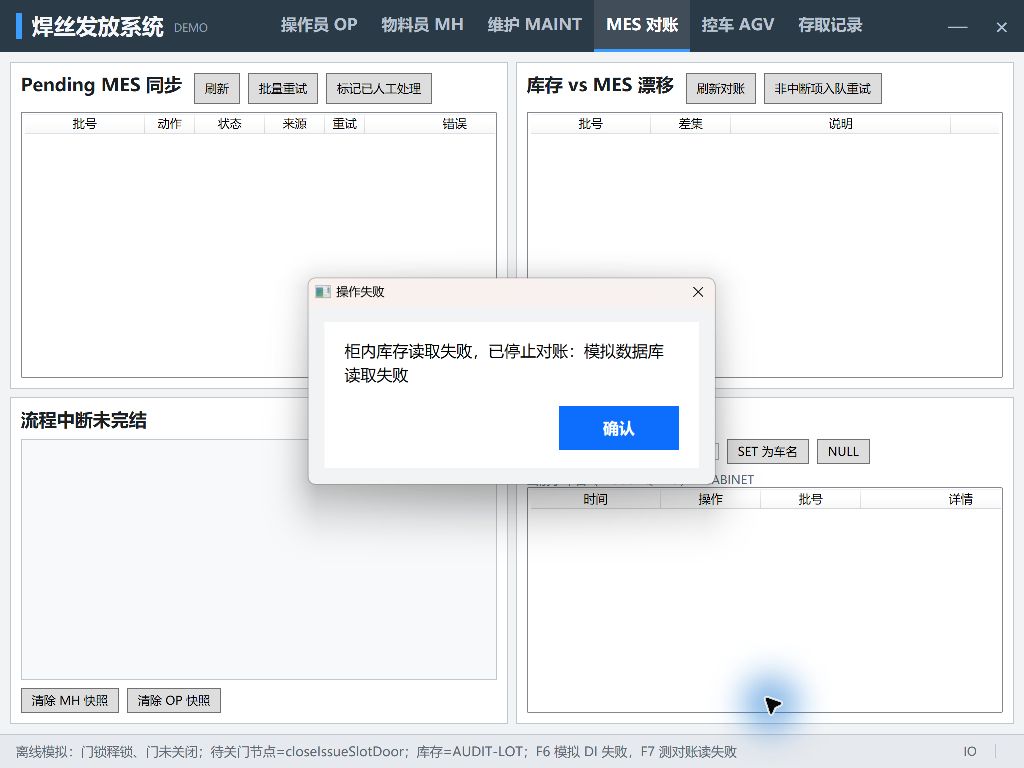 焊丝发放系统 DEMO 操作员 OP 物料员 MH 维护 MAINT MES 对账 控车 AGV 存取记录
Pending MES 同步 刷新 批量重试 标记已人工处理
批号 动作 状态 来源 重试 错误
库存 vs MES 漂移 刷新对账 非中断项入队重试
批号 差集 说明
操作失败
柜内库存读取失败，已停止对账：模拟数据库
读取失败
确认
流程中断未完结
清除 MH 快照 清除 OP 快照
SET 为车名 NULL
ABINET
时间 操作 批号 详情
离线模拟：门锁释锁、门未关闭；待关门节点=closeIssueSlotDoor；库存=AUDIT-LOT；F6 模拟 DI 失败，F7 测对账读失败 IO